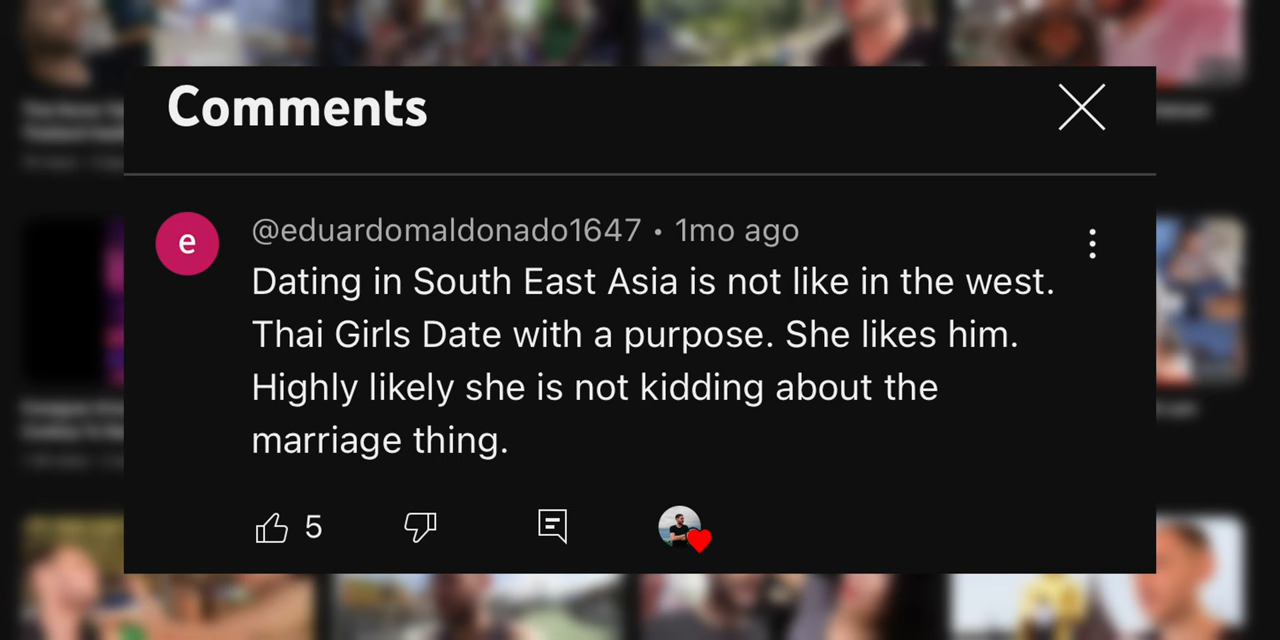 Comments
e
@eduardomaldonado1647 • 1mo ago
Dating in South East Asia is not like in the west.
Thai Girls Date with a purpose. She likes him.
Highly likely she is not kidding about the
marriage thing.
5